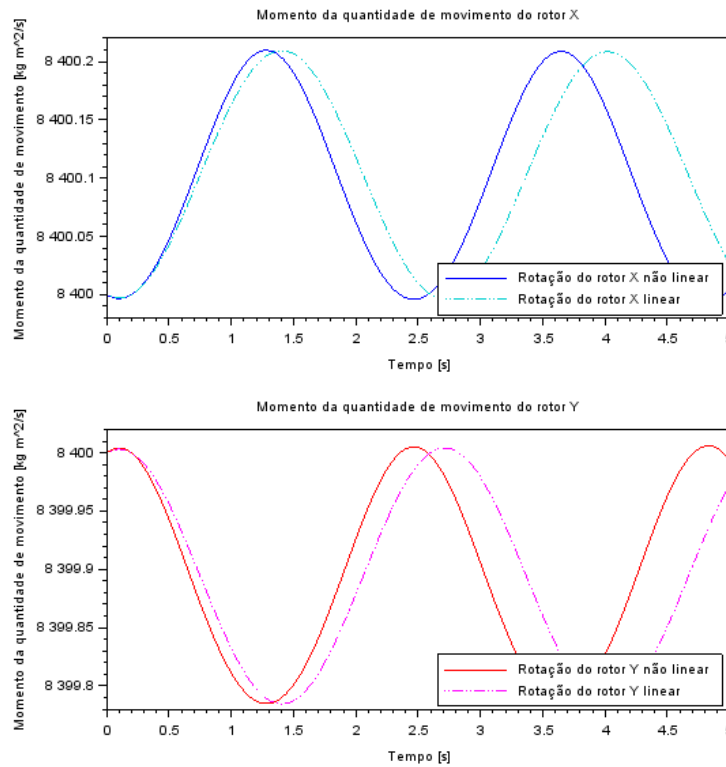 Momento da quantidade de movimento do rotor X
Momento da quantidade de movimento [kg m^2/s]
8 400.2
8 400.15
8 400.1
8 400.05
8 400
Rotação do rotor X não linear
Rotação do rotor X linear
0 0.5 1 1.5 2 2.5 3 3.5 4 4.5 5
Tempo [s]
Momento da quantidade de movimento do rotor Y
Momento da quantidade de movimento [kg m^2/s]
8 400
8 399.95
8 399.9
8 399.85
8 399.8
Rotação do rotor Y não linear
Rotação do rotor Y linear
0 0.5 1 1.5 2 2.5 3 3.5 4 4.5 5
Tempo [s]